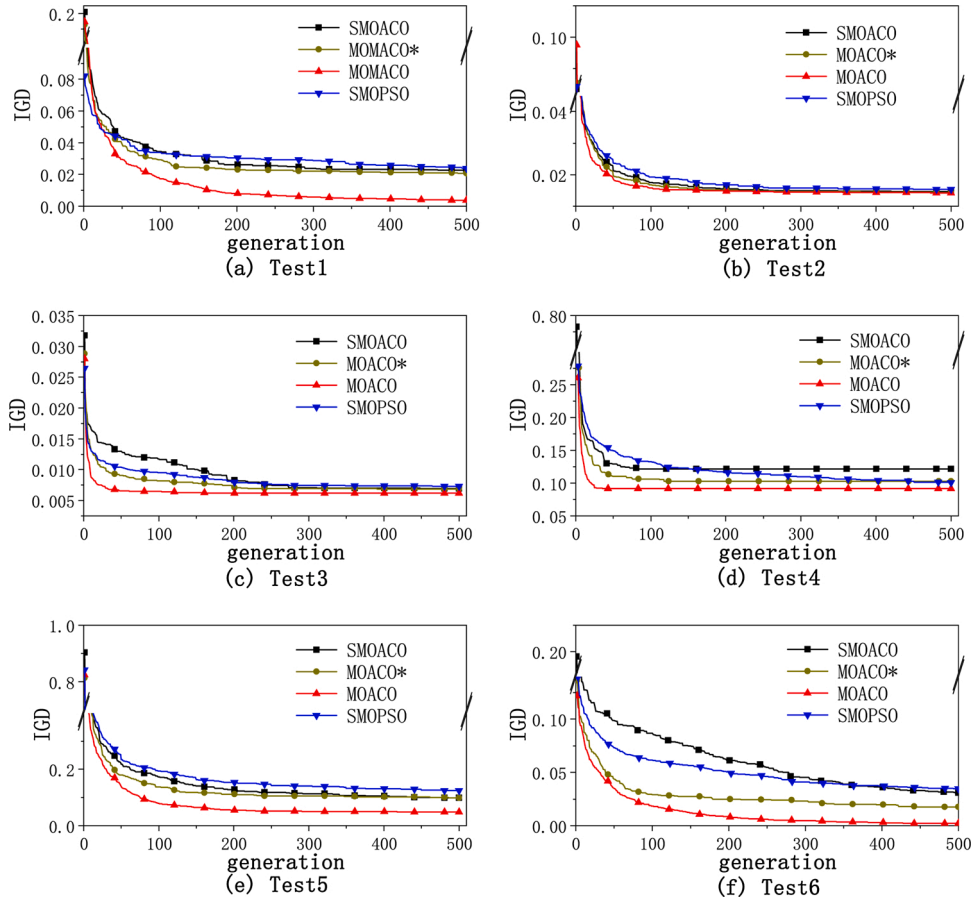 0.2
0.08
0.06
0.04
0.02
0.00
IGD
SMOACO
MOMACO*
MOMACO
SMOPSO
0 100 200 300 400 500
generation
(a) Test1
0.10
0.04
0.02
IGD
SMOACO
MOACO*
MOACO
SMOPSO
0 100 200 300 400 500
generation
(b) Test2
0.035
0.030
0.025
0.020
0.015
0.010
0.005
IGD
SMOACO
MOACO*
MOACO
SMOPSO
0 100 200 300 400 500
generation
(c) Test3
0.80
0.25
0.20
0.15
0.10
0.05
IGD
SMOACO
MOACO*
MOACO
SMOPSO
0 100 200 300 400 500
generation
(d) Test4
1.0
0.8
0.2
0.0
IGD
SMOACO
MOACO*
MOACO
SMOPSO
0 100 200 300 400 500
generation
(e) Test5
0.20
0.10
0.05
0.00
IGD
SMOACO
MOACO*
MOACO
SMOPSO
0 100 200 300 400 500
generation
(f) Test6